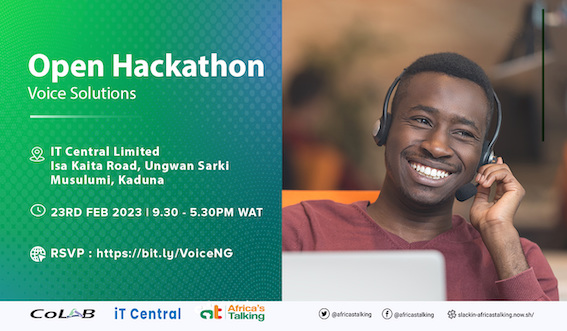 Open Hackathon
Voice Solutions
IT Central Limited
Isa Kaita Road, Ungwan Sarki
Musulumi, Kaduna
23RD FEB 2023 | 9.30 - 5.30PM WAT
RSVP : https://bit.ly/VoiceNG
CoLAB
iT Central
at Africa's
Talking
@africastalking
@africastalking
slackin-africastalking.now.sh/